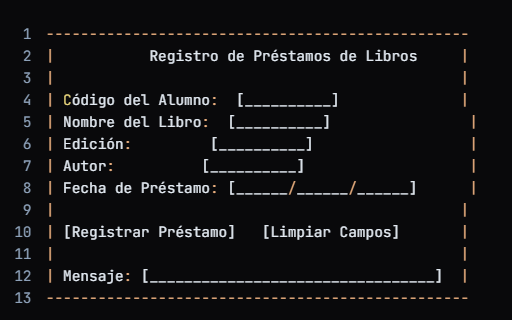 1 -------------------------------------------------
2 |           Registro de Préstamos de Libros     |
3 |                                               |
4 | Código del Alumno:  [__________]              |
5 | Nombre del Libro:  [__________]                |
6 | Edición:         [__________]                  |
7 | Autor:          [__________]                   |
8 | Fecha de Préstamo: [______/______/______]      |
9 |                                               |
10 | [Registrar Préstamo]   [Limpiar Campos]       |
11 |                                               |
12 | Mensaje: [_________________________________]  |
13 -------------------------------------------------